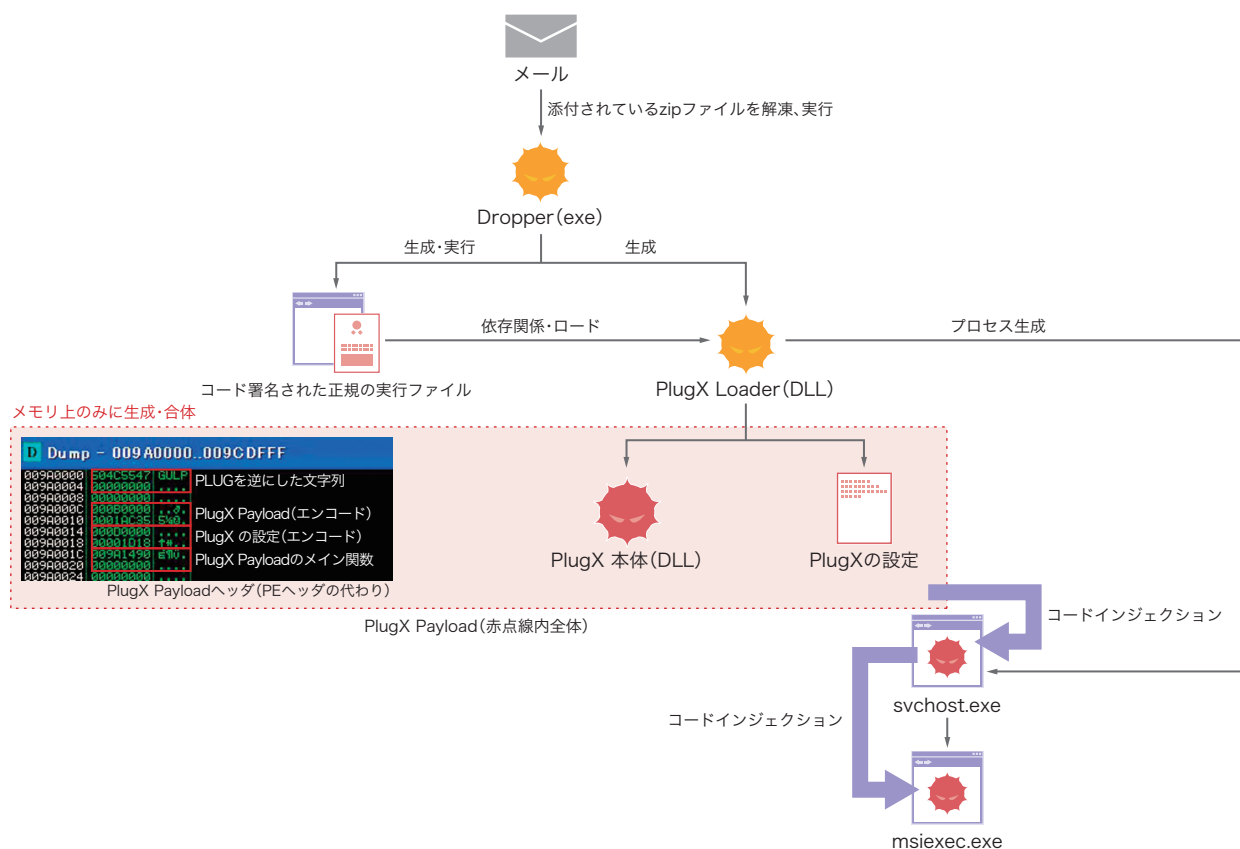 メール
添付されているzipファイルを解凍、実行
Dropper(exe)
生成・実行
生成
依存関係・ロード
プロセス生成
コード署名された正規の実行ファイル
PlugX Loader(DLL)
メモリ上のみに生成・合体
D Dump - 009A0000..009CDFFF
009A0000 504C5547 GULP PLUGを逆にした文字列
009A0004 00000000 ....
009A0008 00000000 ....
009A000C 000B0000 PlugX Payload(エンコード)
009A0010 0001AC35
009A0014 000D0000 .... PlugX の設定(エンコード)
009A0018 00001D18
009A001C 009A1490 PlugX Payloadのメイン関数
009A0020 00000000 ....
009A0024 00000000 ....
PlugX Payloadヘッダ(PEヘッダの代わり)
PlugX 本体(DLL)
PlugXの設定
PlugX Payload(赤点線内全体)
コードインジェクション
svchost.exe
コードインジェクション
msiexec.exe